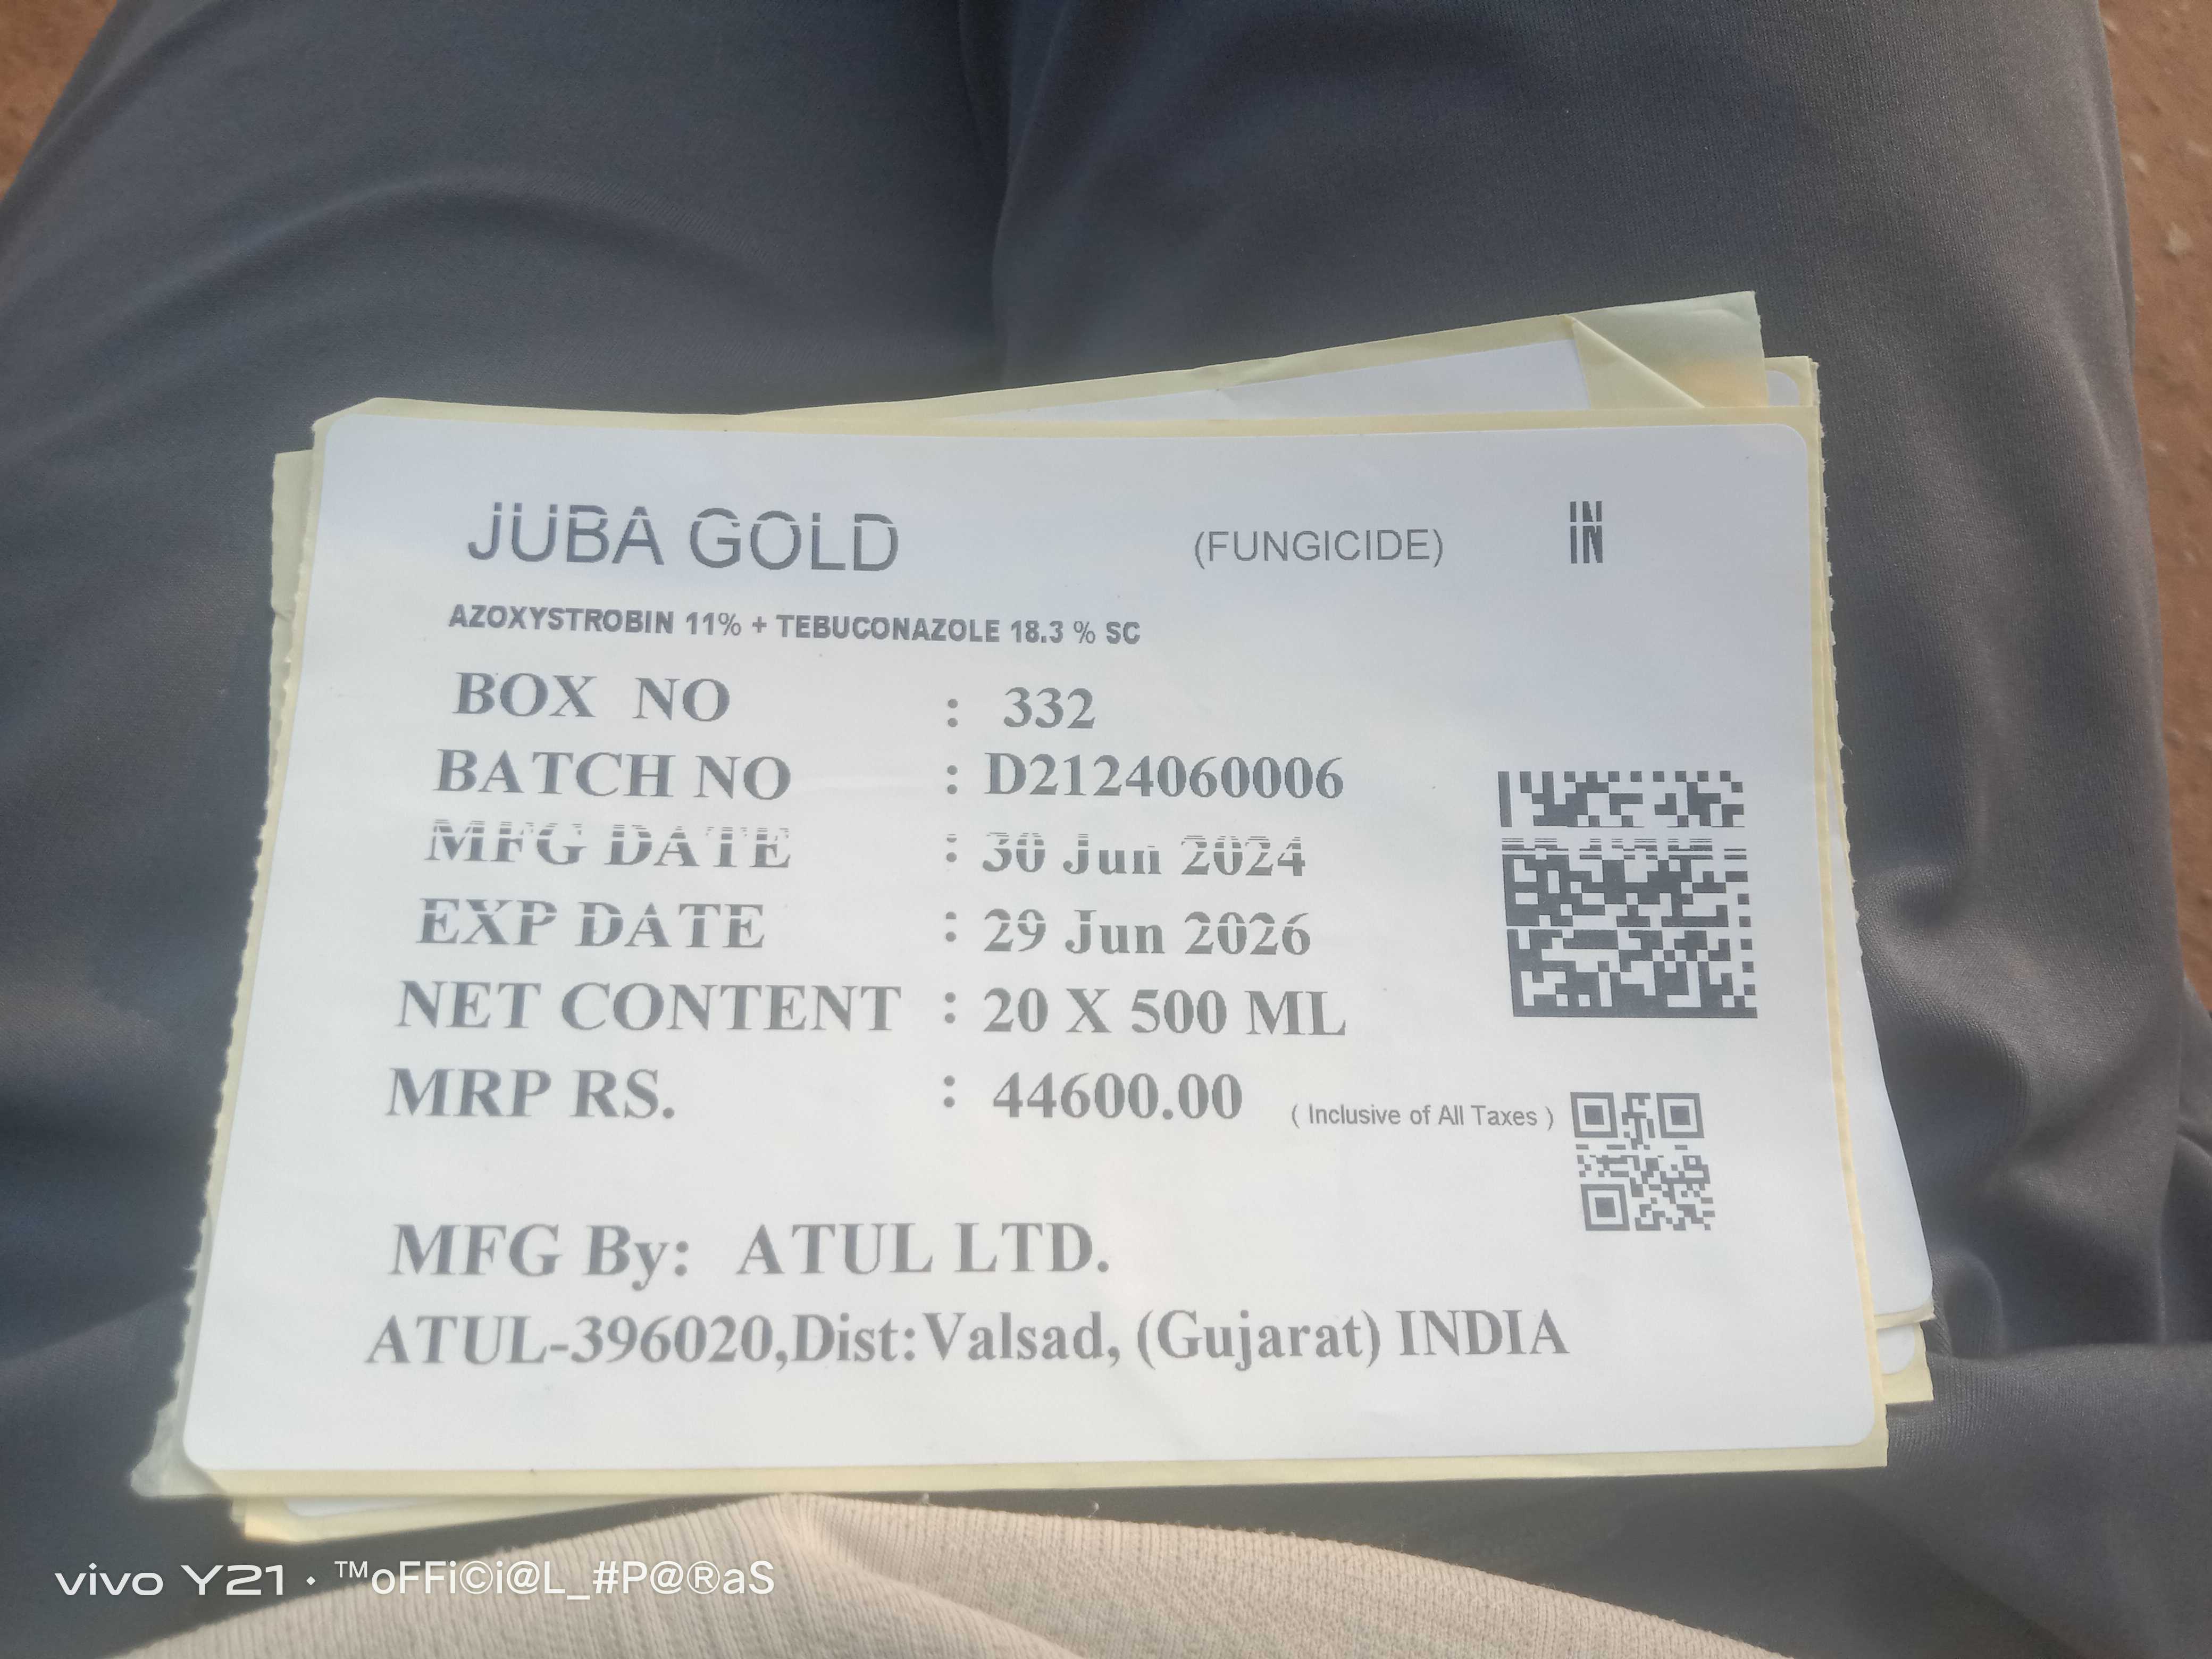 JUBA GOLD (FUNGICIDE) IN
AZOXYSTROBIN 11% + TEBUCONAZOLE 18.3 % SC
BOX NO : 332
BATCH NO : D2124060006
MFG DATE : 30 Jun 2024
EXP DATE : 29 Jun 2026
NET CONTENT : 20 X 500 ML
MRP RS. : 44600.00 ( Inclusive of All Taxes )
MFG By: ATUL LTD.
ATUL-396020,Dist:Valsad, (Gujarat) INDIA
vivo Y21 · ™oFFi©i@L_#P@®aS